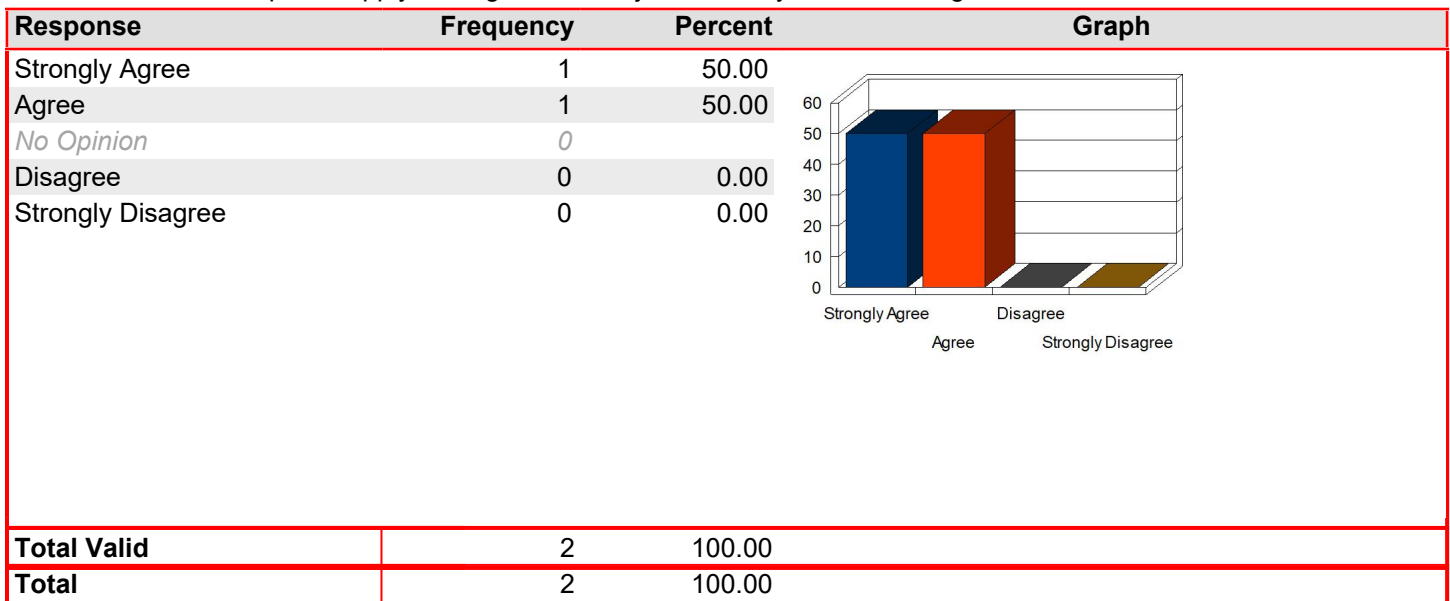 Response Frequency Percent Graph
Strongly Agree 1 50.00
Agree 1 50.00
No Opinion 0
Disagree 0 0.00
Strongly Disagree 0 0.00
60
50
40
30
20
10
0
Strongly Agree Disagree
Agree Strongly Disagree
Total Valid 2 100.00
Total 2 100.00